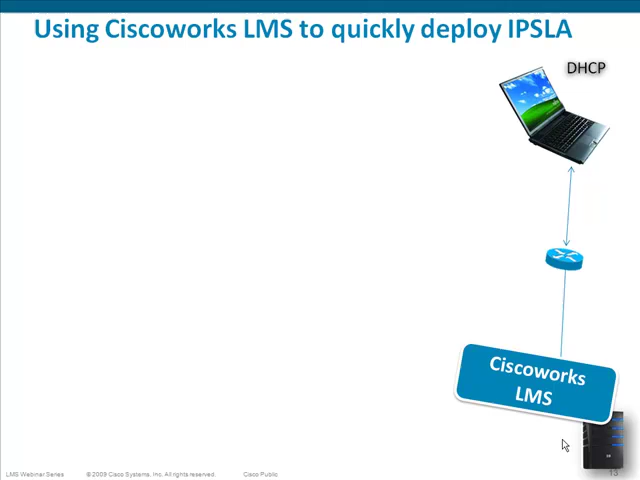 Using Ciscoworks LMS to quickly deploy IPSLA
DHCP
Ciscoworks
LMS
LMS Webinar Series © 2009 Cisco Systems, Inc. All rights reserved. Cisco Public 13